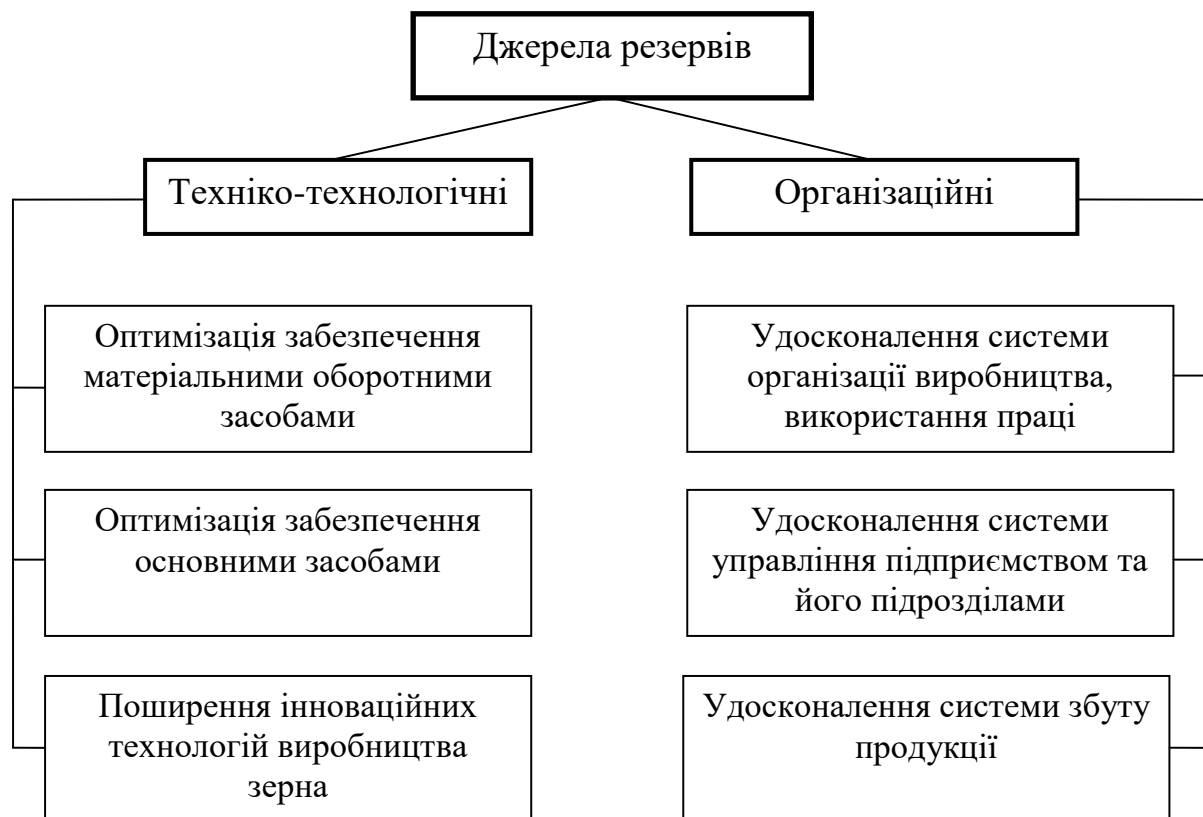 Джерела резервів
Техніко-технологічні
Організаційні
Оптимізація забезпечення
матеріальними оборотними
засобами
Удосконалення системи
організації виробництва,
використання праці
Оптимізація забезпечення
основними засобами
Удосконалення системи
управління підприємством та
його підрозділами
Поширення інноваційних
технологій виробництва
зерна
Удосконалення системи збуту
продукції